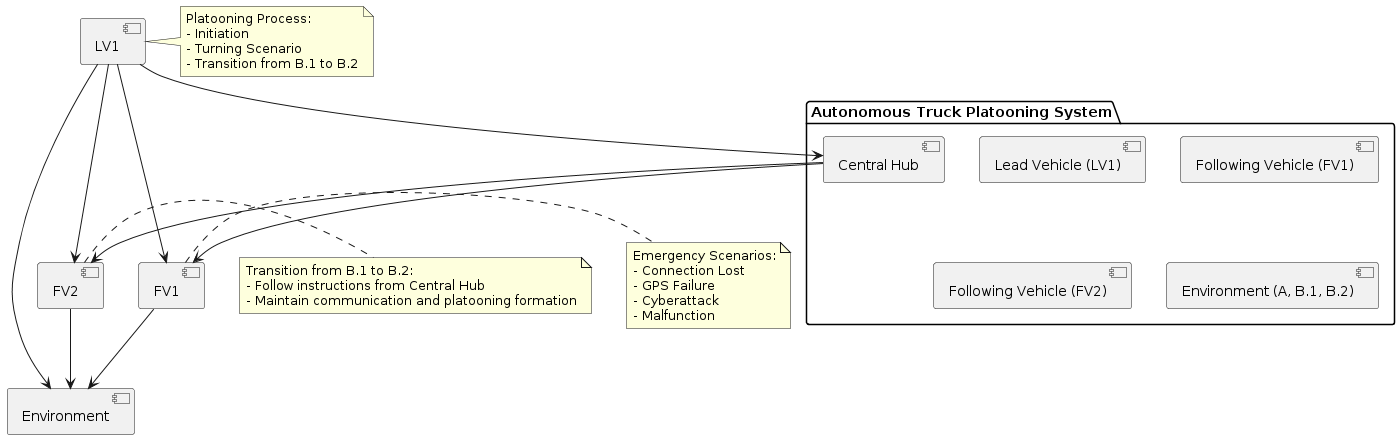 LV1
Platooning Process:
- Initiation
- Turning Scenario
- Transition from B.1 to B.2
Autonomous Truck Platooning System
Central Hub
Lead Vehicle (LV1)
Following Vehicle (FV1)
FV2
FV1
Transition from B.1 to B.2:
- Follow instructions from Central Hub
- Maintain communication and platooning formation
Emergency Scenarios:
- Connection Lost
- GPS Failure
- Cyberattack
- Malfunction
Following Vehicle (FV2)
Environment (A, B.1, B.2)
Environment